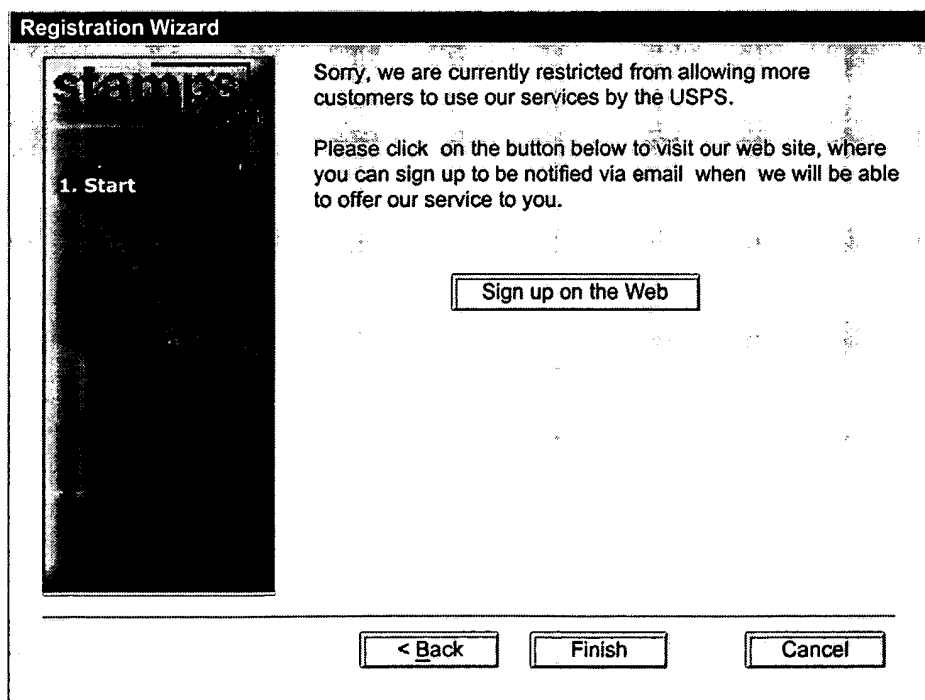 Registration Wizard
stamps
Sorry, we are currently restricted from allowing more
customers to use our services by the USPS.
Please click on the button below to visit our web site, where
you can sign up to be notified via email when we will be able
to offer our service to you.
1. Start
Sign up on the Web
< Back
Finish
Cancel